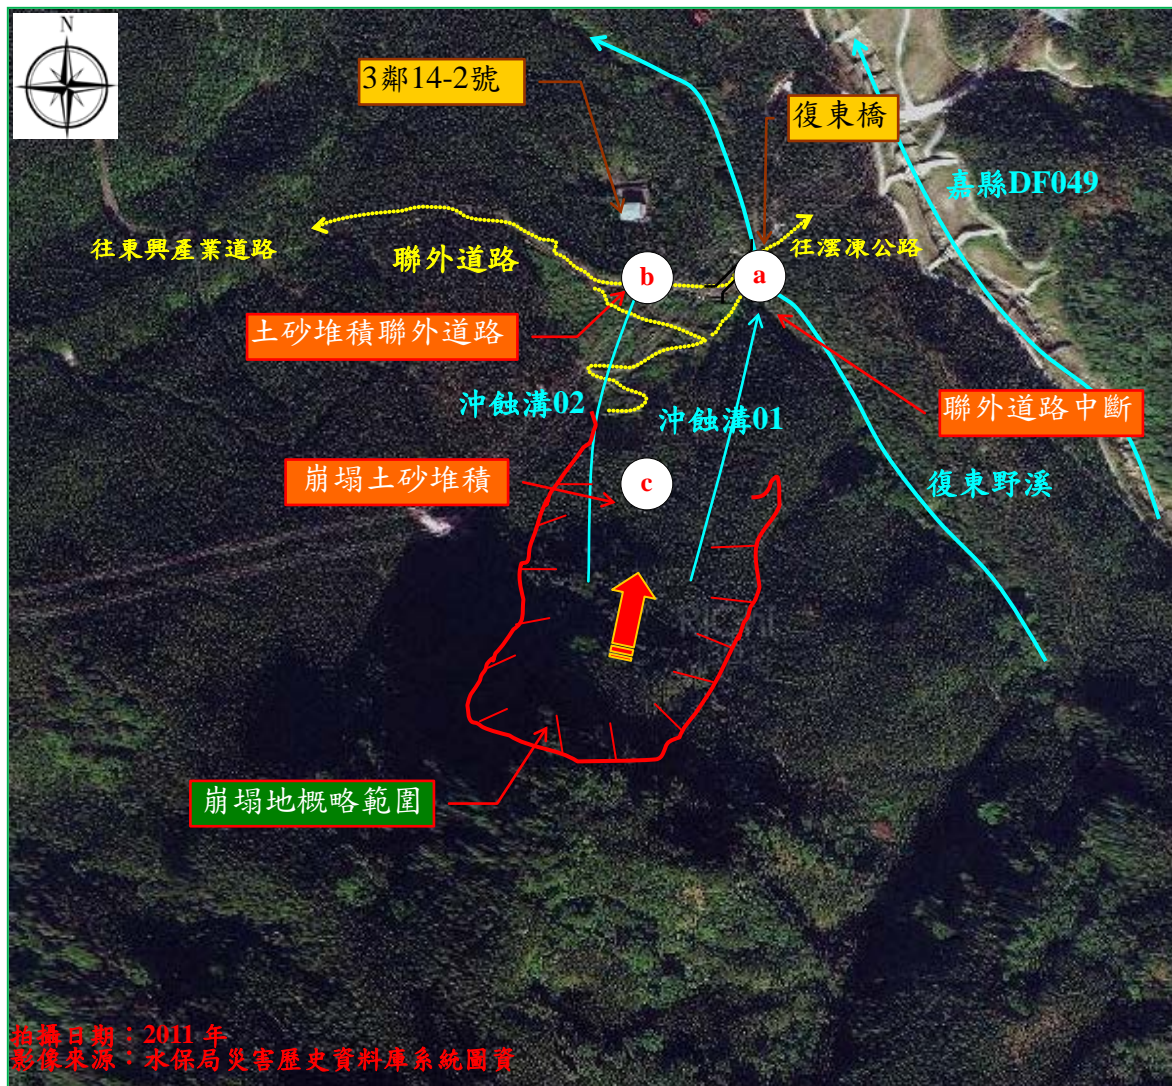 N
3鄰14-2號
復東橋
嘉縣DF049
往東興產業道路
聯外道路
往澐凍公路
b
a
土砂堆積聯外道路
沖蝕溝02
沖蝕溝01
聯外道路中斷
崩塌土砂堆積
c
復東野溪
崩塌地概略範圍
拍攝日期：2011 年
影像來源：水保局災害歷史資料庫系統圖資